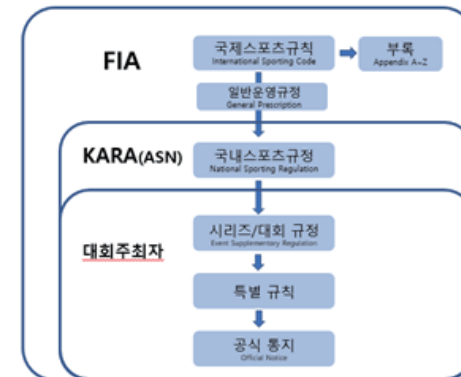 FIA
국제스포츠규칙
International Sporting Code
부록
Appendix A~Z
일반운영규정
General Prescription
KARA(ASN)
국내스포츠규정
National Sporting Regulation
대회주최자
시리즈/대회 규정
Event Supplementary Regulation
특별 규칙
공식 통지
Official Notice